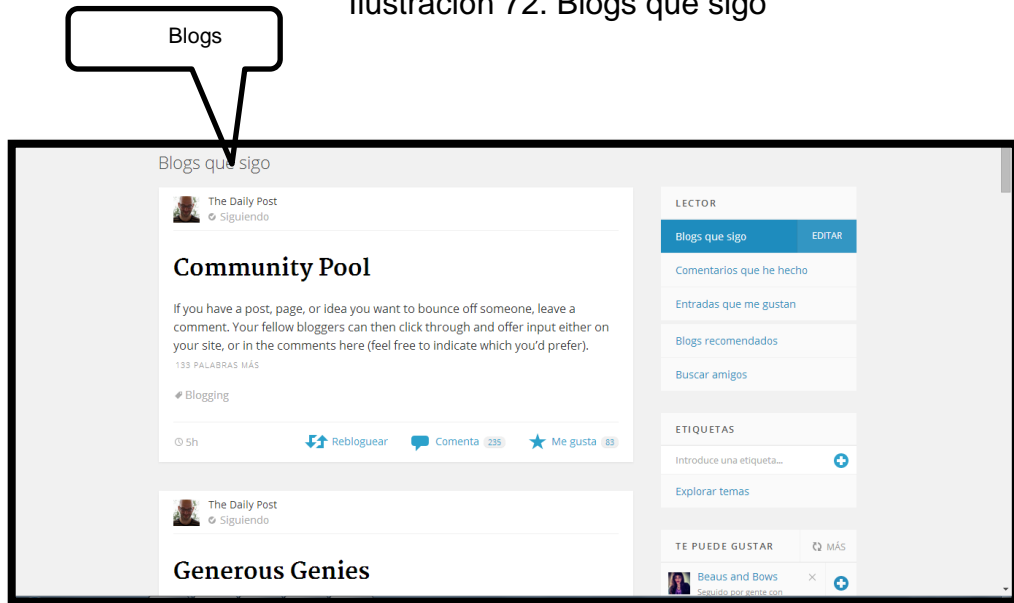 Ilustración 72. Blogs que sigo
Blogs
Blogs que sigo
The Daily Post
Siguiendo
Community Pool
If you have a post, page, or idea you want to bounce off someone, leave a
comment. Your fellow bloggers can then click through and offer input either on
your site, or in the comments here (feel free to indicate which you’d prefer).
133 PALABRAS MÁS
Blogging
5h Rebloguear Comenta 235 Me gusta 83
The Daily Post
Siguiendo
Generous Genies
LECTOR
Blogs que sigo EDITAR
Comentarios que he hecho
Entradas que me gustan
Blogs recomendados
Buscar amigos
ETIQUETAS
Introduce una etiqueta...
Explorar temas
TE PUEDE GUSTAR MÁS
Beaus and Bows
Seguido por gente con